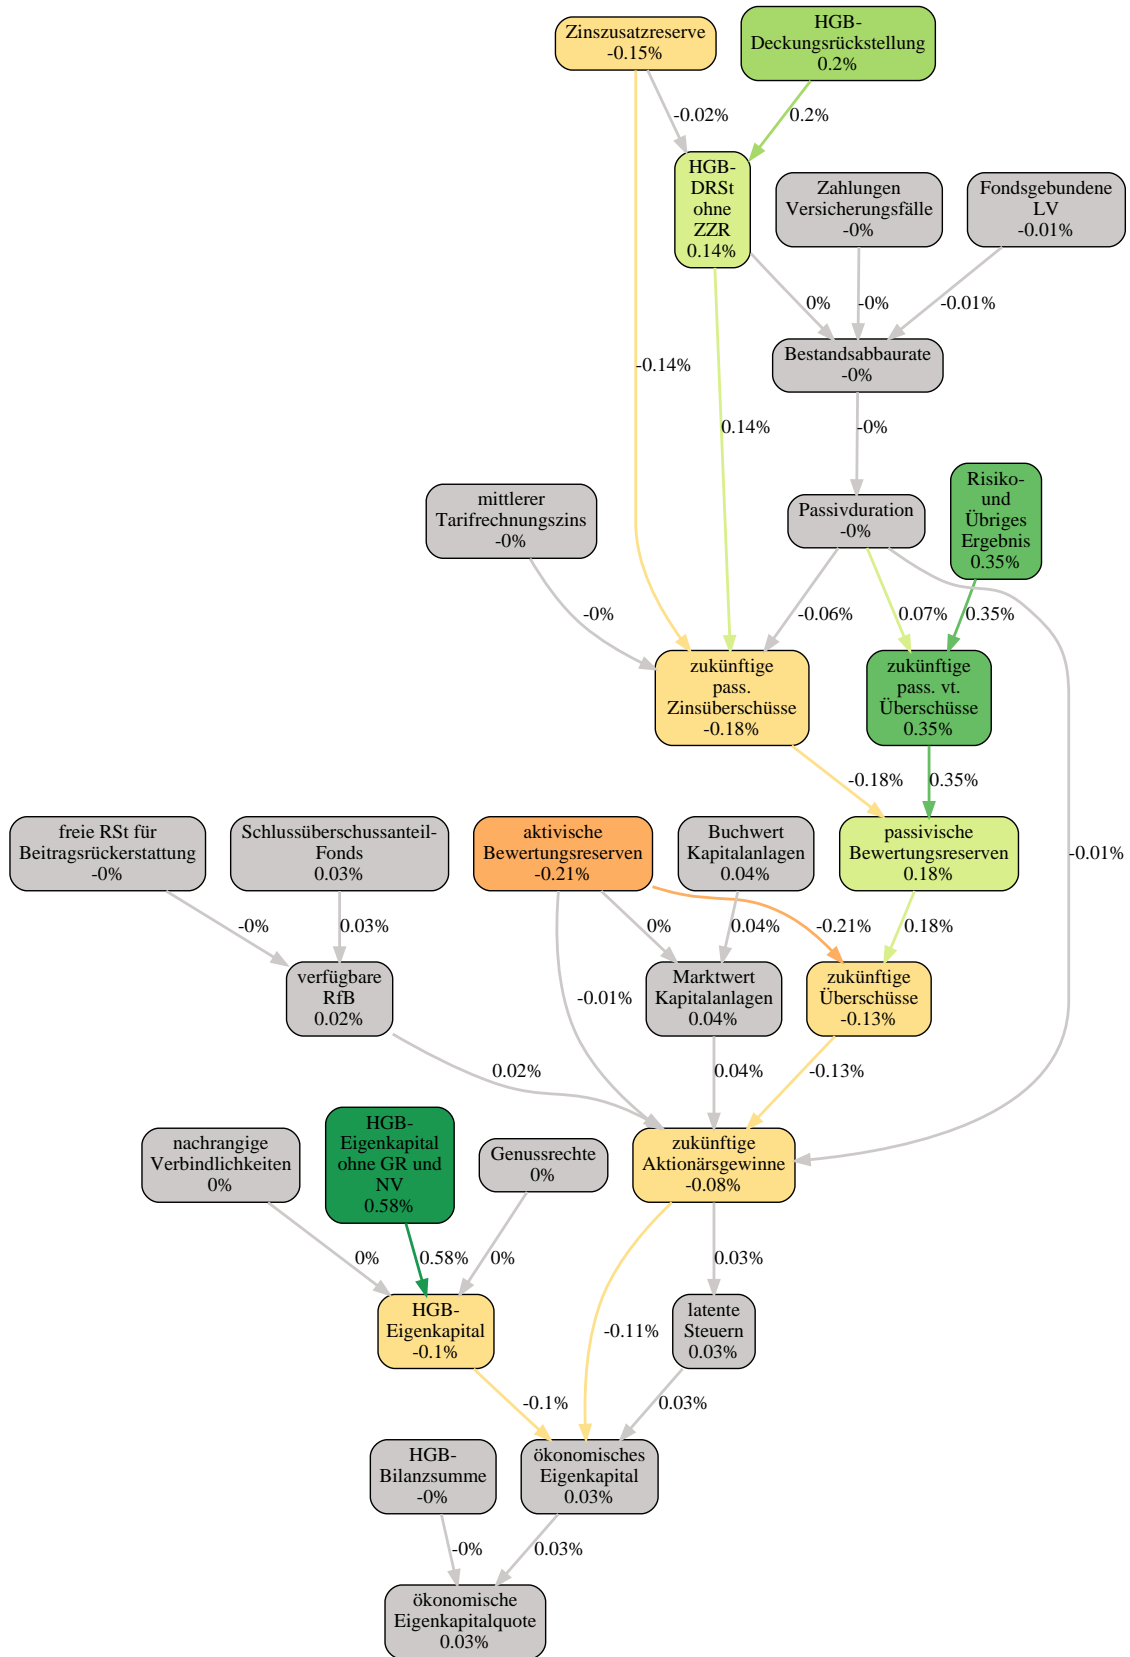 Zinszusatzreserve
-0.15%
HGB-
Deckungsrückstellung
0.2%
-0.02%
0.2%
HGB-
DRSt
ohne
ZZR
0.14%
Zahlungen
Versicherungsfälle
-0%
Fondsgebundene
LV
-0.01%
0%
-0%
-0.01%
Bestandsabbaurate
-0%
-0.14%
0.14%
-0%
mittlerer
Tarifrechnungszins
-0%
Passivduration
-0%
Risiko-
und
Übriges
Ergebnis
0.35%
-0%
-0.06%
0.07%
0.35%
zukünftige
pass.
Zinsüberschüsse
-0.18%
zukünftige
pass. vt.
Überschüsse
0.35%
-0.18%
0.35%
freie RSt für
Beitragsrückerstattung
-0%
Schlussüberschussanteil-
Fonds
0.03%
aktivische
Bewertungsreserven
-0.21%
Buchwert
Kapitalanlagen
0.04%
passivische
Bewertungsreserven
0.18%
-0.01%
-0%
0.03%
0%
0.04%
-0.21%
0.18%
verfügbare
RfB
0.02%
-0.01%
Marktwert
Kapitalanlagen
0.04%
zukünftige
Überschüsse
-0.13%
0.02%
0.04%
-0.13%
nachrangige
Verbindlichkeiten
0%
HGB-
Eigenkapital
ohne GR und
NV
0.58%
Genussrechte
0%
zukünftige
Aktionärsgewinne
-0.08%
0%
0.58%
0%
0.03%
HGB-
Eigenkapital
-0.1%
-0.11%
latente
Steuern
0.03%
-0.1%
0.03%
HGB-
Bilanzsumme
-0%
ökonomisches
Eigenkapital
0.03%
-0%
0.03%
ökonomische
Eigenkapitalquote
0.03%